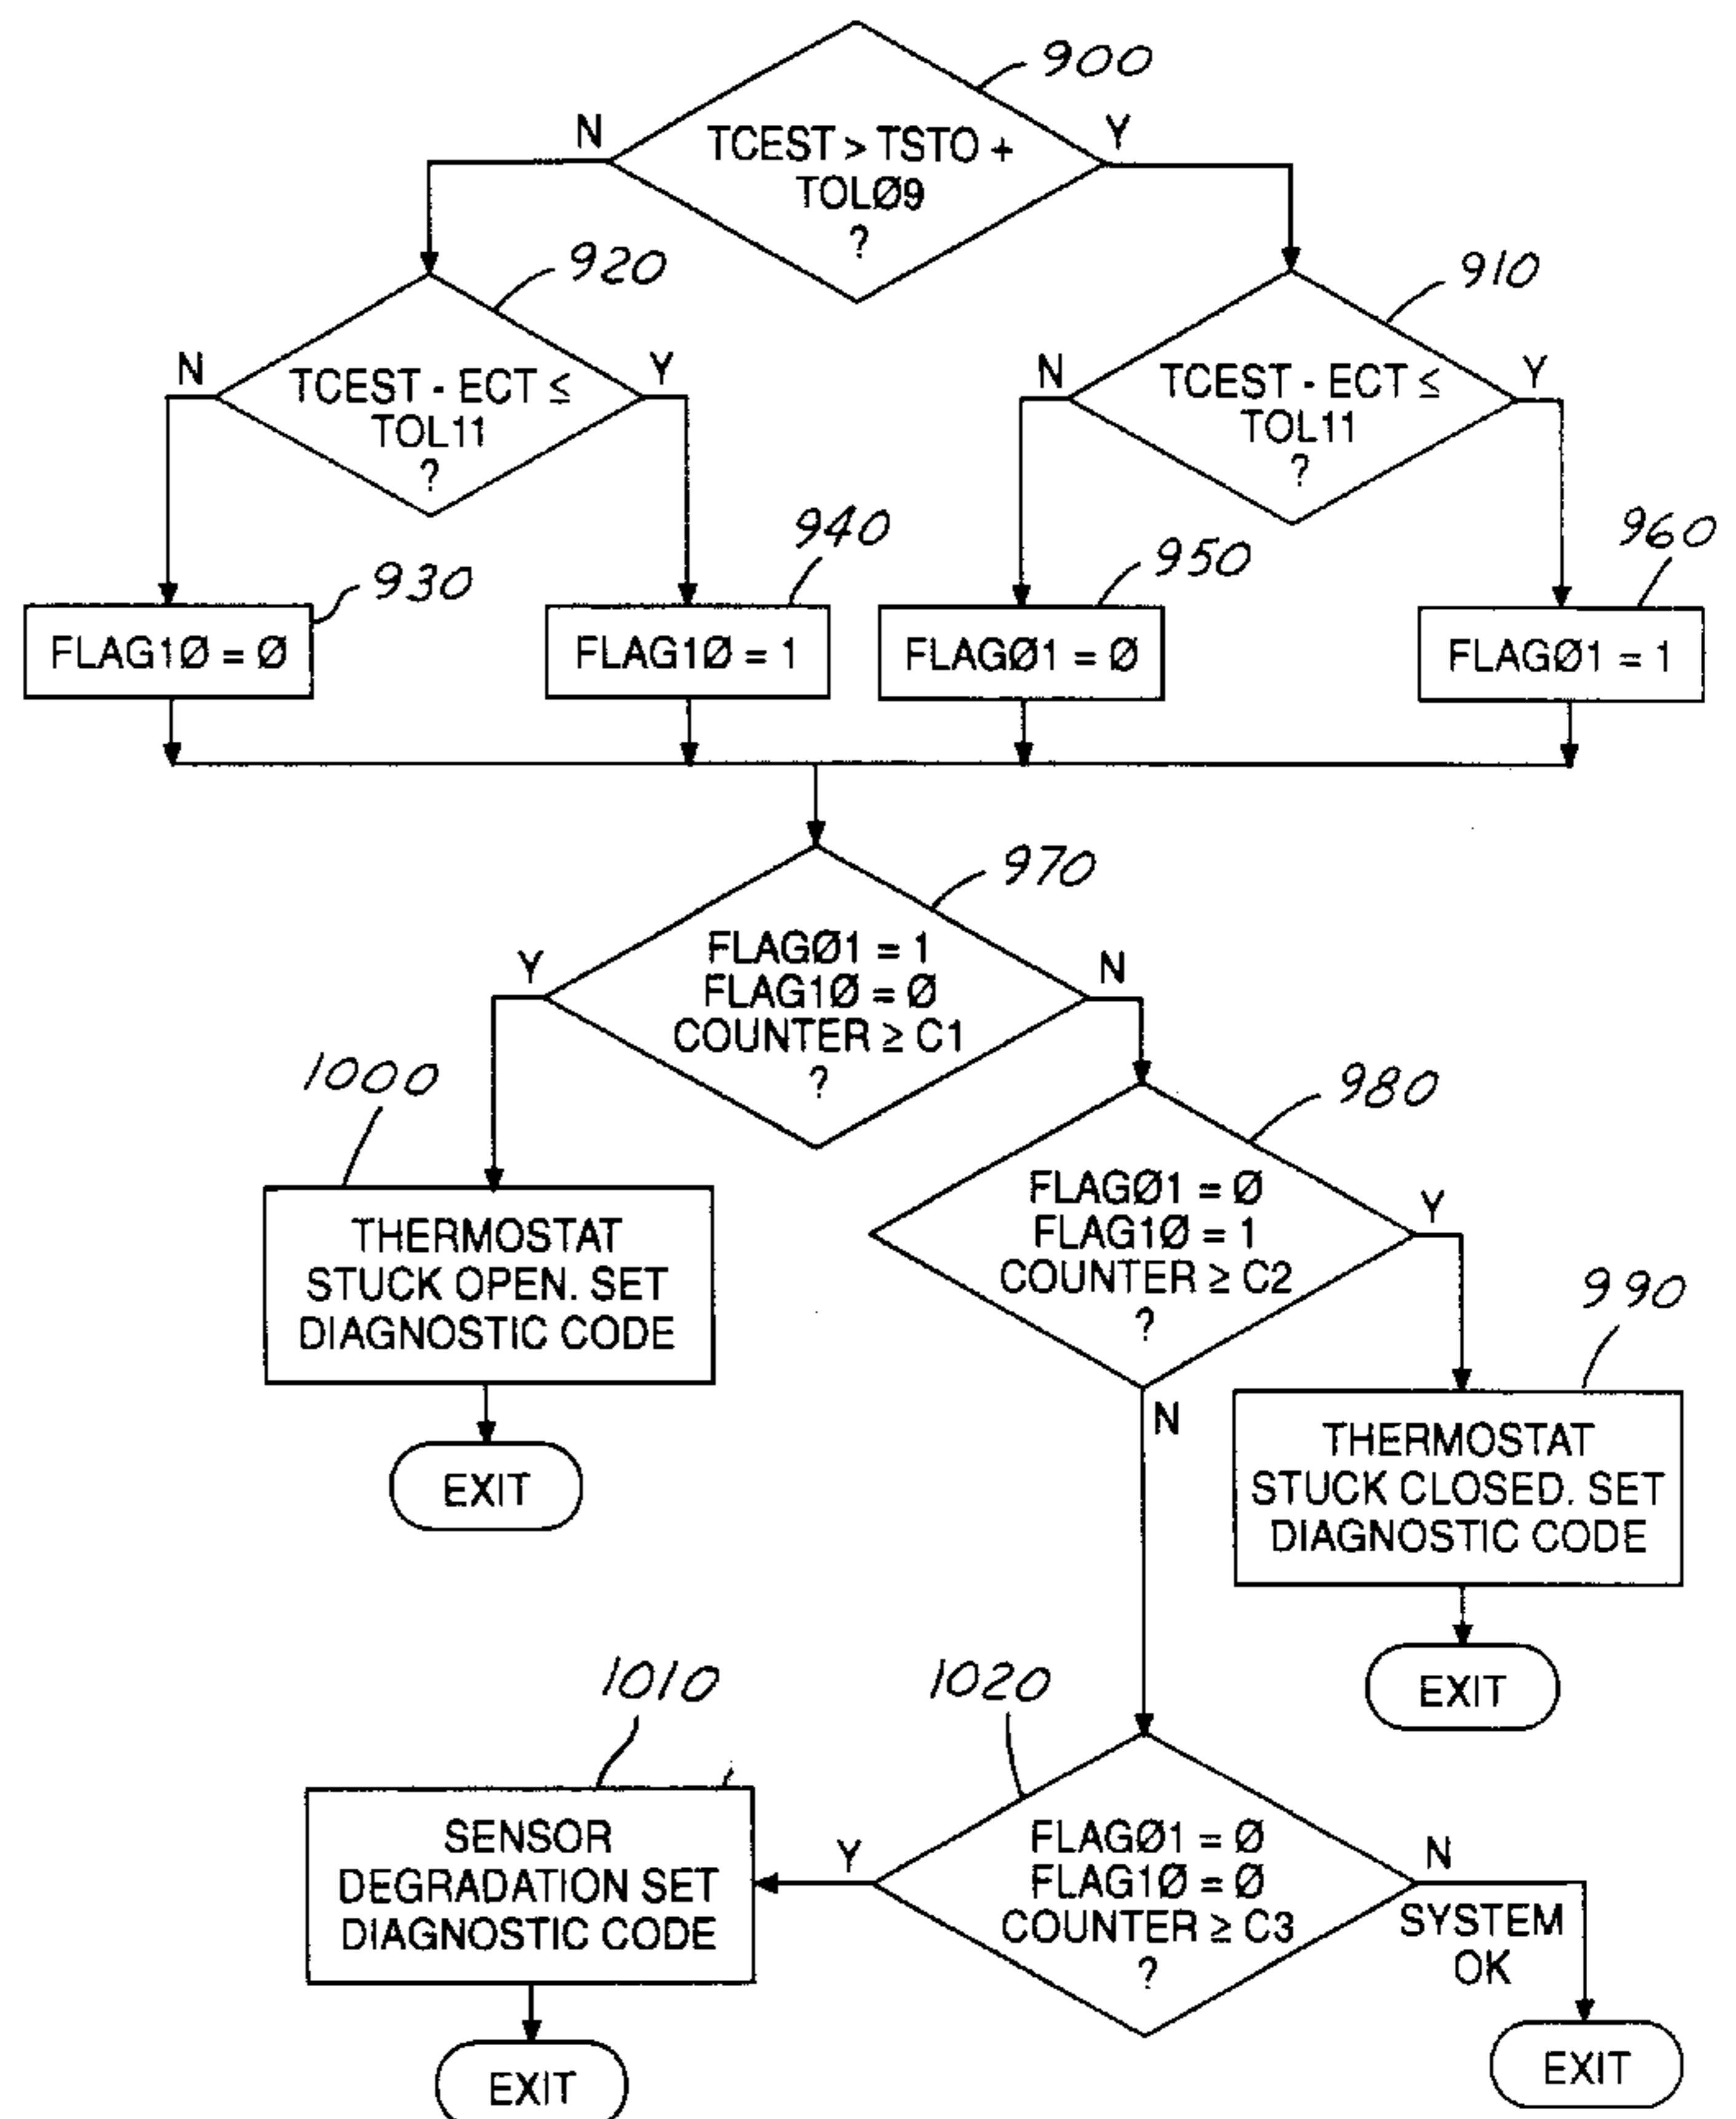 900
N
Y
TCEST > TSTO +
TOLØ9
?
920
910
N
Y
N
Y
TCEST - ECT ≤
TOL11
?
TCEST - ECT ≤
TOL11
?
930
940
950
960
FLAG1Ø = Ø
FLAG1Ø = 1
FLAGØ1 = Ø
FLAGØ1 = 1
970
Y
N
FLAGØ1 = 1
FLAG1Ø = Ø
COUNTER ≥ C1
?
1000
980
THERMOSTAT
STUCK OPEN. SET
DIAGNOSTIC CODE
FLAGØ1 = Ø
FLAG1Ø = 1
COUNTER ≥ C2
?
Y
990
N
EXIT
THERMOSTAT
STUCK CLOSED. SET
DIAGNOSTIC CODE
EXIT
1010
1020
SENSOR
DEGRADATION SET
DIAGNOSTIC CODE
Y
FLAGØ1 = Ø
FLAG1Ø = Ø
COUNTER ≥ C3
?
N
SYSTEM
OK
EXIT
EXIT